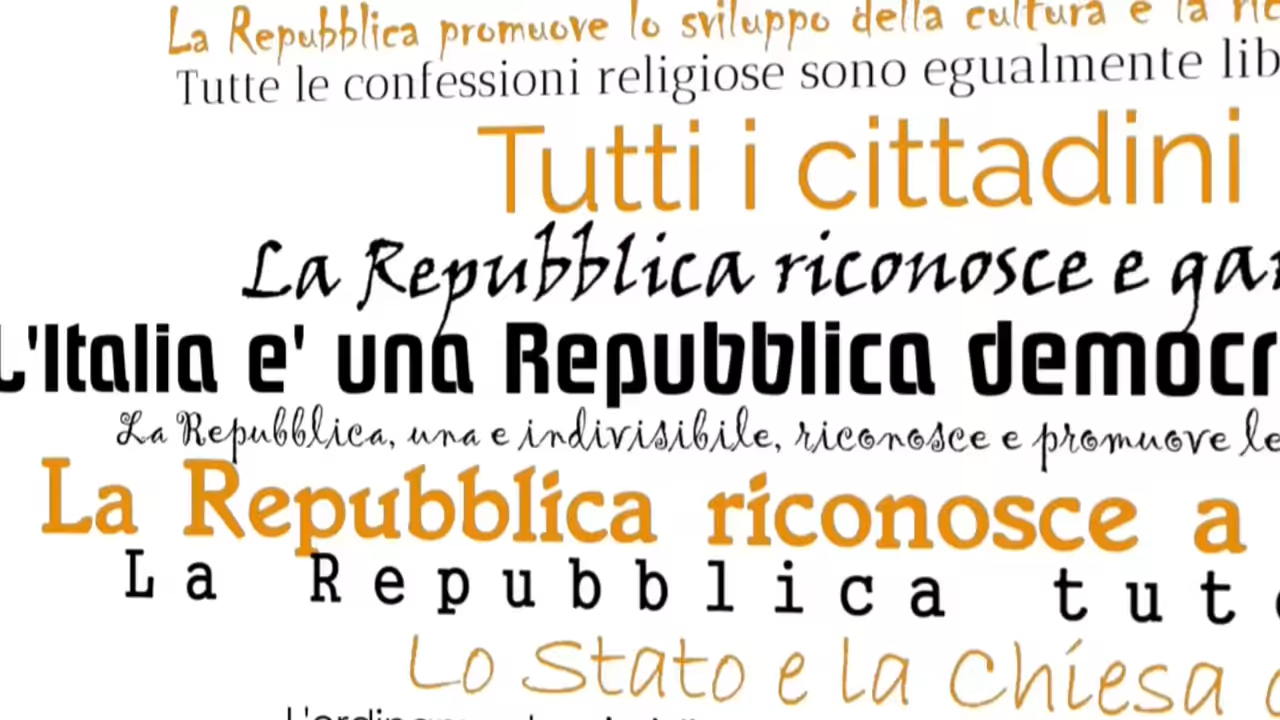 La Repubblica promuove lo sviluppo della cultura e la ric
Tutte le confessioni religiose sono egualmente lib
Tutti i cittadini
La Repubblica riconosce e gar
L'Italia e' una Repubblica democr
La Repubblica, una e indivisibile, riconosce e promuove le
La Repubblica riconosce a
La Repubblica tut
Lo Stato e la Chiesa